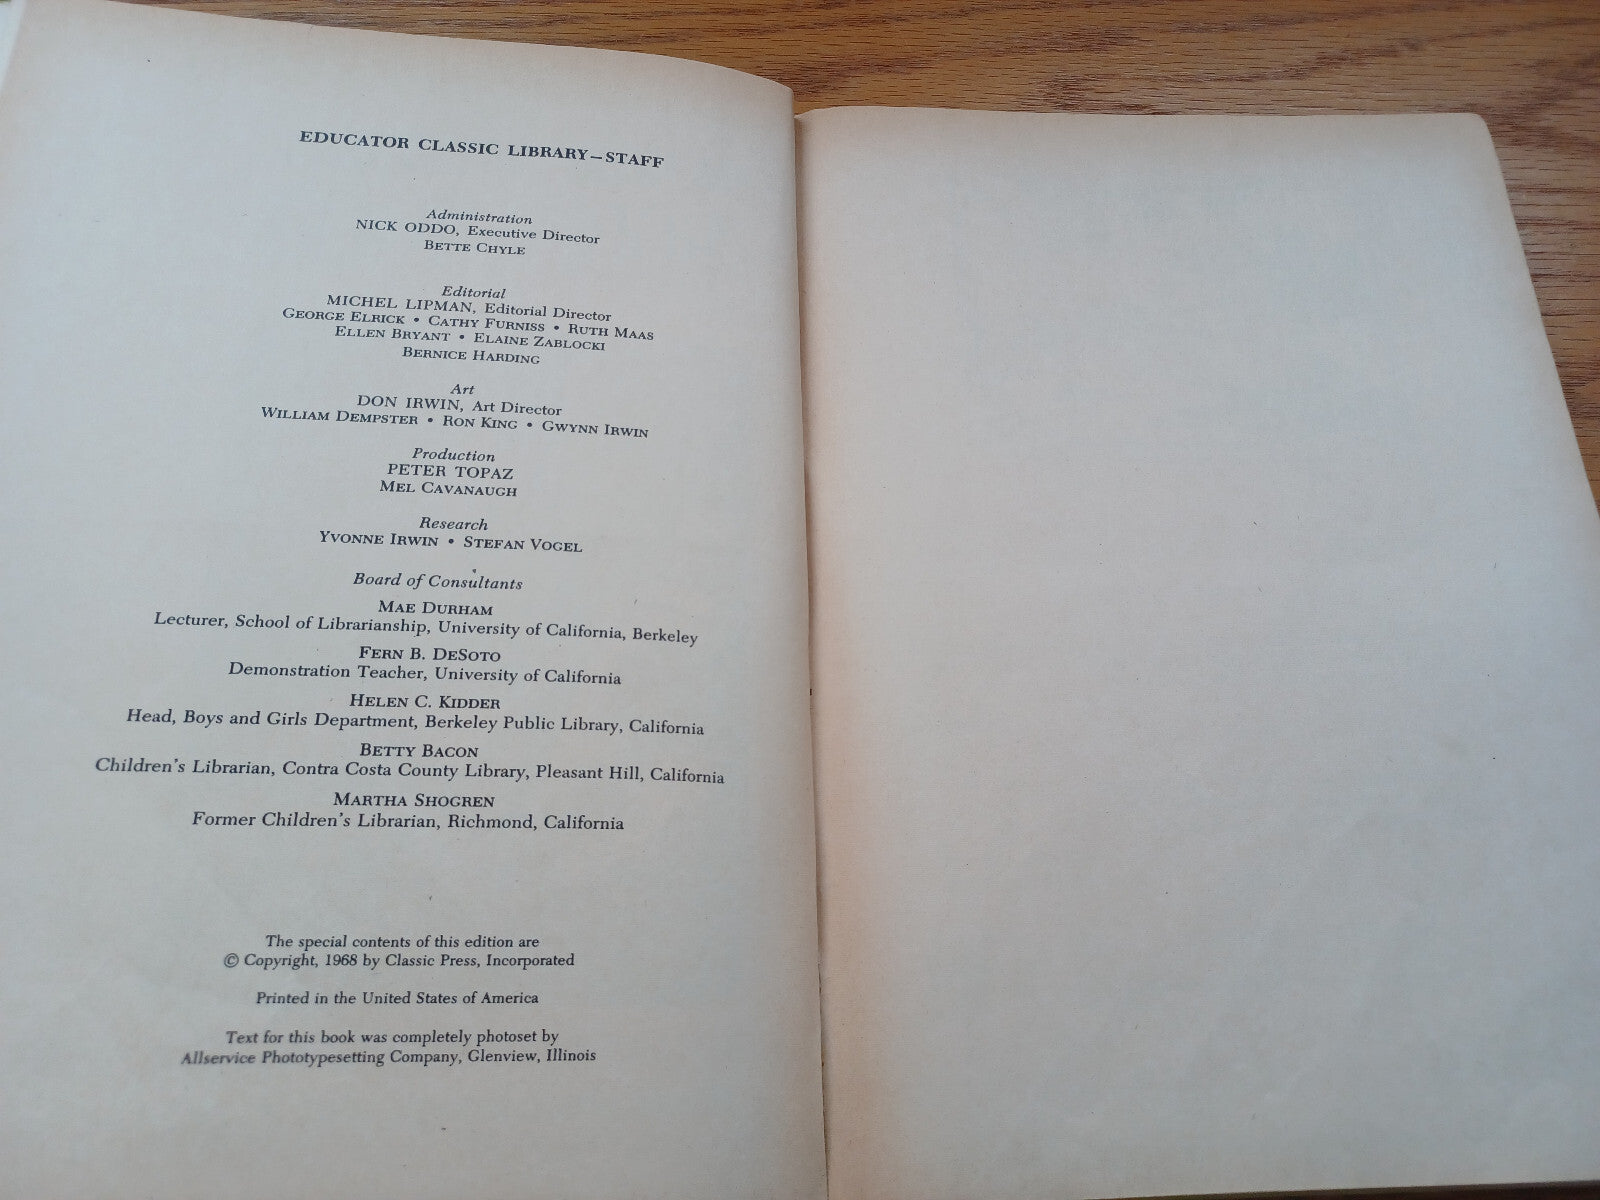 EDUCATOR CLASSIC LIBRARY—STAFF
Administration
NICK ODDO, Executive Director
BETTE CHYLE
Editorial
MICHEL LIPMAN, Editorial Director
GEORGE ELRICK • CATHY FURNISS • RUTH MAAS
ELLEN BRYANT • ELAINE ZABLOCKI
BERNICE HARDING
Art
DON IRWIN, Art Director
WILLIAM DEMPSTER • RON KING • GWYNN IRWIN
Production
PETER TOPAZ
MEL CAVANAUGH
Research
YVONNE IRWIN • STEFAN VOGEL
Board of Consultants
MAE DURHAM
Lecturer, School of Librarianship, University of California, Berkeley
FERN B. DESOTO
Demonstration Teacher, University of California
HELEN C. KIDDER
Head, Boys and Girls Department, Berkeley Public Library, California
BETTY BACON
Children's Librarian, Contra Costa County Library, Pleasant Hill, California
MARTHA SHOGREN
Former Children's Librarian, Richmond, California
The special contents of this edition are
© Copyright, 1968 by Classic Press, Incorporated
Printed in the United States of America
Text for this book was completely photoset by
Allservice Phototypesetting Company, Glenview, Illinois